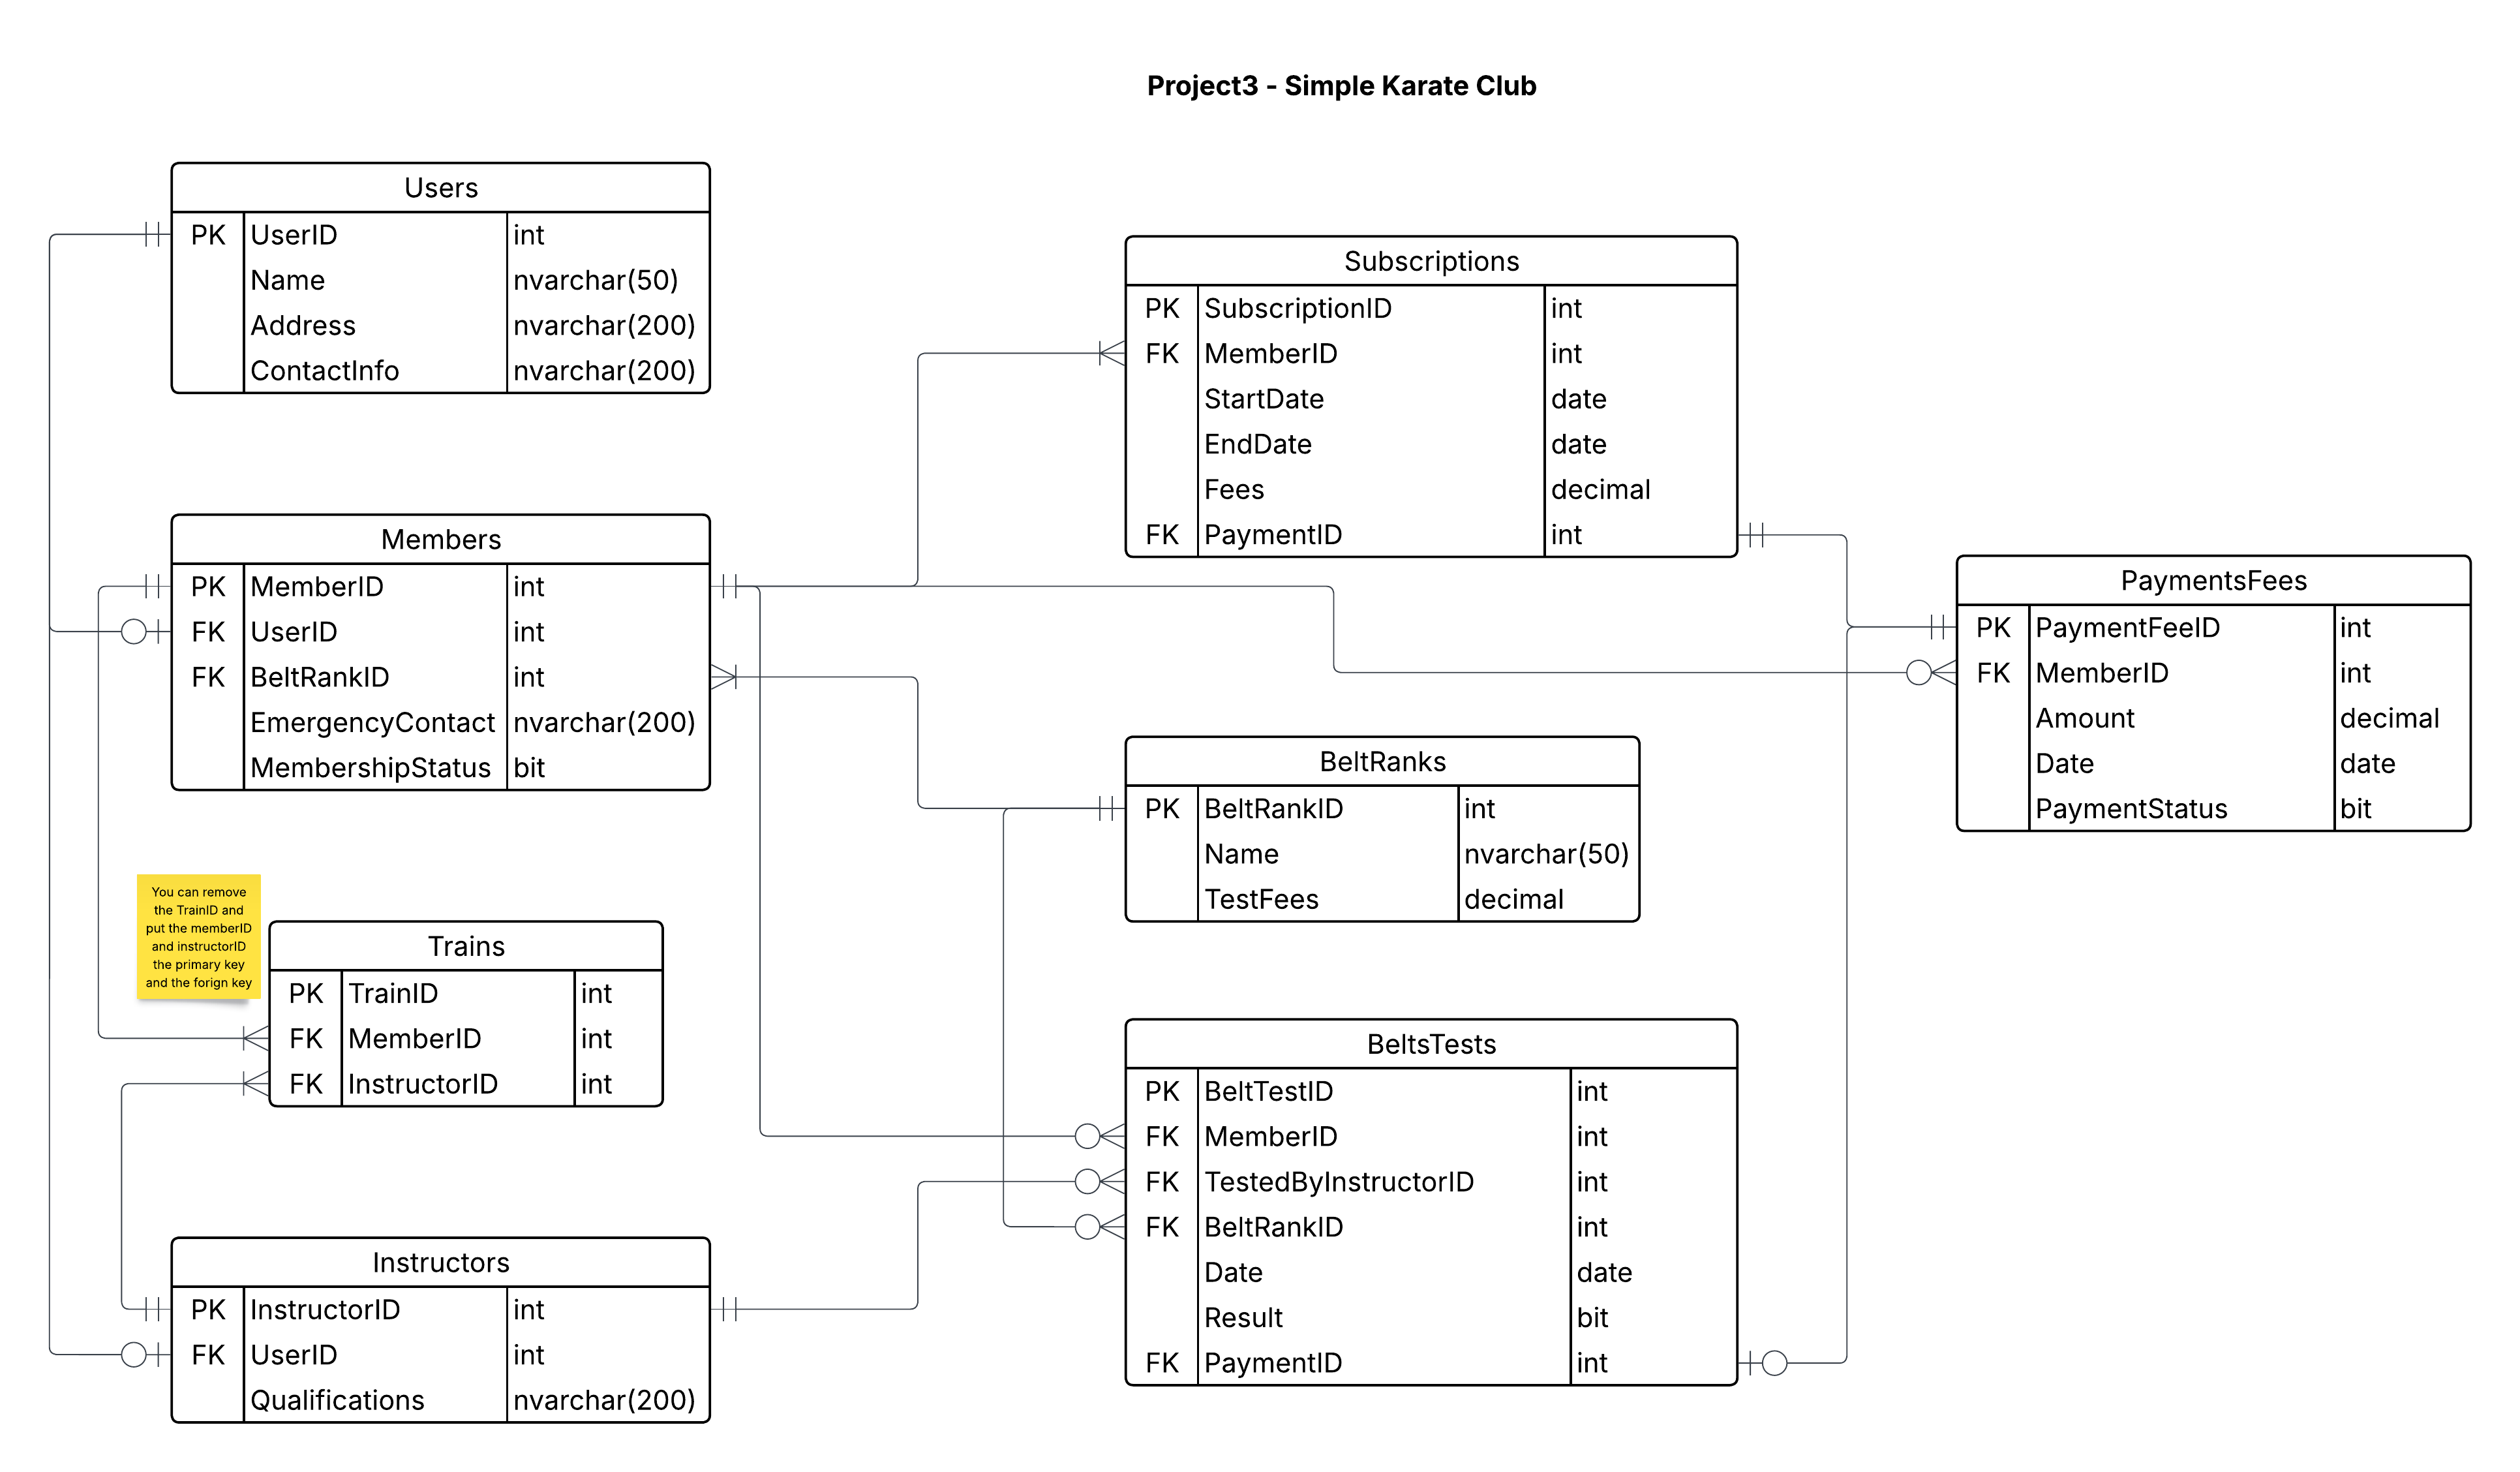 Project3 - Simple Karate Club
Users
PK UserID int
Name nvarchar(50)
Address nvarchar(200)
ContactInfo nvarchar(200)
Members
PK MemberID int
FK UserID int
FK BeltRankID int
EmergencyContact nvarchar(200)
MembershipStatus bit
You can remove
the TrainID and
put the memberID
and instructorID
the primary key
and the forign key
Trains
PK TrainID int
FK MemberID int
FK InstructorID int
Instructors
PK InstructorID int
FK UserID int
Qualifications nvarchar(200)
Subscriptions
PK SubscriptionID int
FK MemberID int
StartDate date
EndDate date
Fees decimal
FK PaymentID int
BeltRanks
PK BeltRankID int
Name nvarchar(50)
TestFees decimal
BeltsTests
PK BeltTestID int
FK MemberID int
FK TestedByInstructorID int
FK BeltRankID int
Date date
Result bit
FK PaymentID int
PaymentsFees
PK PaymentFeeID int
FK MemberID int
Amount decimal
Date date
PaymentStatus bit